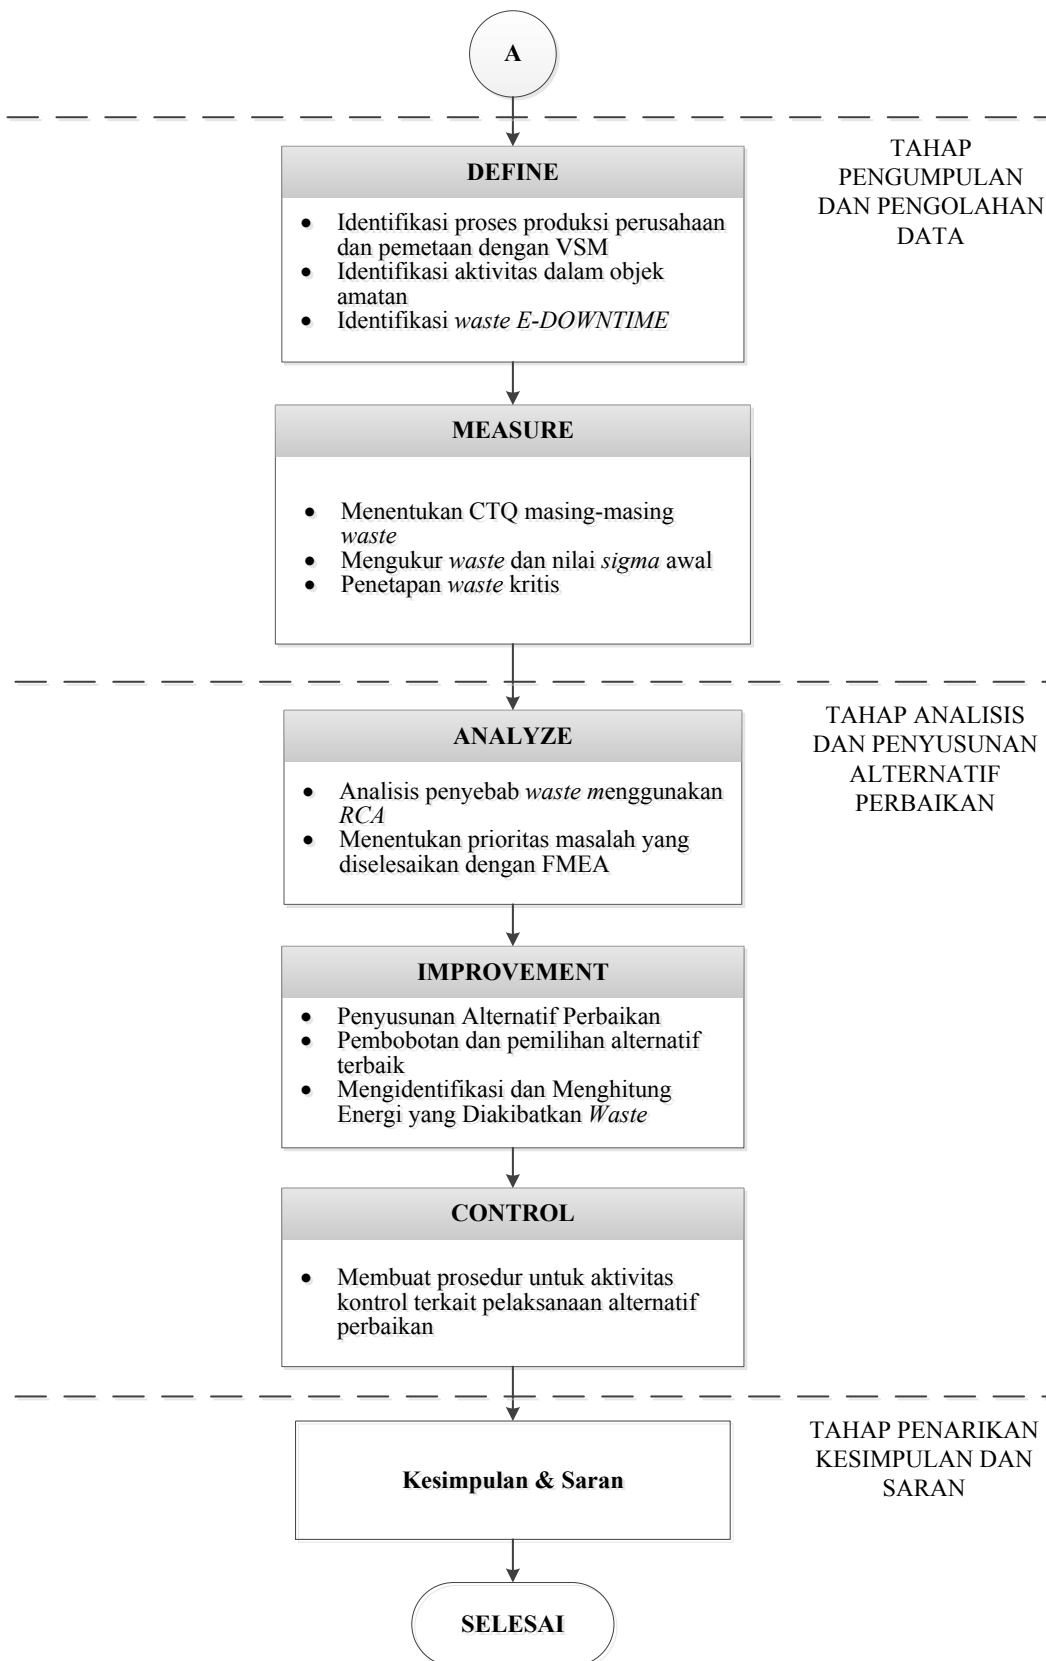 A
TAHAP
PENGUMPULAN
DAN PENGOLAHAN
DATA
DEFINE
• Identifikasi proses produksi perusahaan
dan pemetaan dengan VSM
• Identifikasi aktivitas dalam objek
amatan
• Identifikasi waste E-DOWNTIME
MEASURE
• Menentukan CTQ masing-masing
waste
• Mengukur waste dan nilai sigma awal
• Penetapan waste kritis
TAHAP ANALISIS
DAN PENYUSUNAN
ALTERNATIF
PERBAIKAN
ANALYZE
• Analisis penyebab waste menggunakan
RCA
• Menentukan prioritas masalah yang
diselesaikan dengan FMEA
IMPROVEMENT
• Penyusunan Alternatif Perbaikan
• Pembobotan dan pemilihan alternatif
terbaik
• Mengidentifikasi dan Menghitung
Energi yang Diakibatkan Waste
CONTROL
• Membuat prosedur untuk aktivitas
kontrol terkait pelaksanaan alternatif
perbaikan
TAHAP PENARIKAN
KESIMPULAN DAN
SARAN
Kesimpulan & Saran
SELESAI